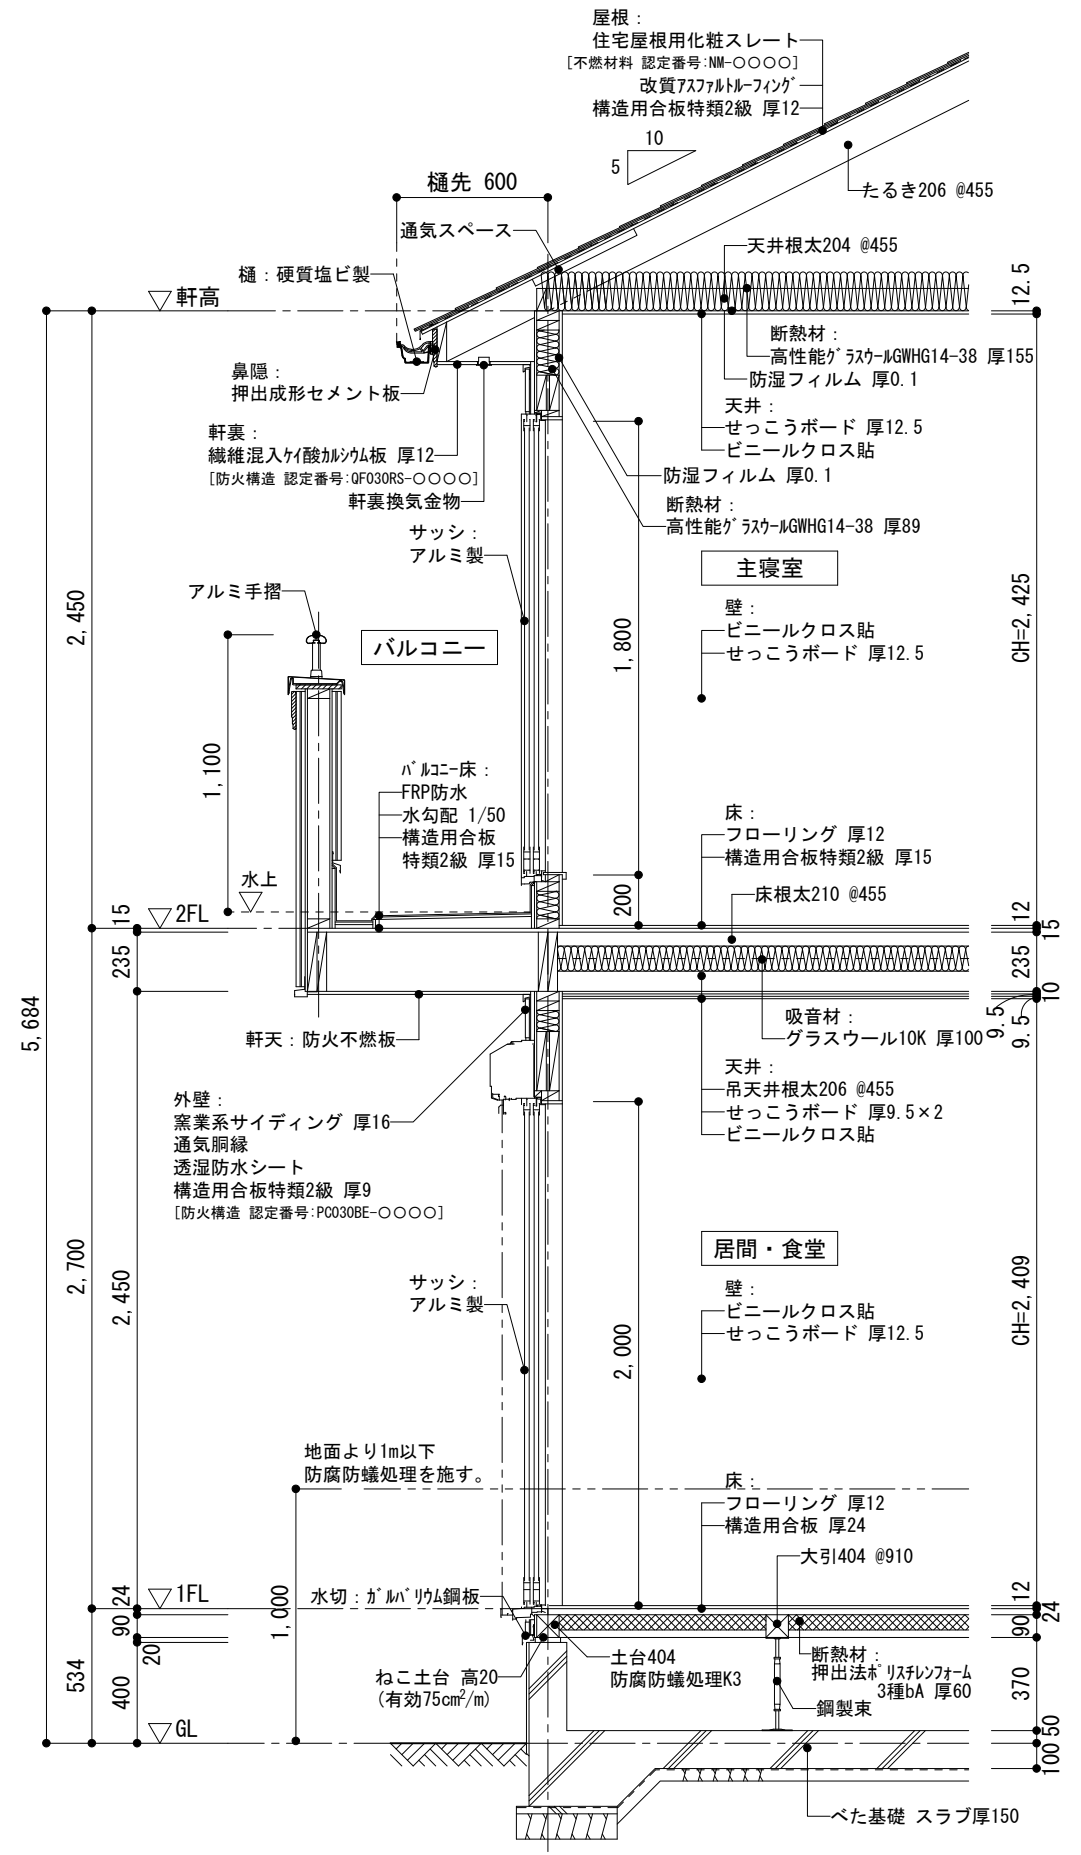 屋根：
住宅屋根用化粧スレート
[不燃材料 認定番号:NM-〇〇〇〇]
改質ｱｽﾌｧﾙﾄﾙｰﾌｨﾝｸﾞ
構造用合板特類2級 厚12
10
5
たるき206 @455
樋先 600
通気スペース
天井根太204 @455
樋：硬質塩ビ製
軒高
12.5
断熱材：
高性能ｸﾞﾗｽｳｰﾙGWHG14-38 厚155
防湿フィルム 厚0.1
鼻隠：
押出成形セメント板
天井：
せっこうボード 厚12.5
ビニールクロス貼
軒裏：
繊維混入ｹｲ酸ｶﾙｼｳﾑ板 厚12
[防火構造 認定番号:QF030RS-〇〇〇〇]
軒裏換気金物
防湿フィルム 厚0.1
断熱材：
高性能ｸﾞﾗｽｳｰﾙGWHG14-38 厚89
サッシ：
アルミ製
主寝室
アルミ手摺
バルコニー
2,450
1,800
CH=2,425
壁：
ビニールクロス貼
せっこうボード 厚12.5
1,100
ﾊﾞﾙｺﾆｰ床：
FRP防水
水勾配 1/50
構造用合板
特類2級 厚15
床：
フローリング 厚12
構造用合板特類2級 厚15
水上
200
床根太210 @455
15
2FL
12
15
235
235
10
9.5
9.5
5,684
軒天：防火不燃板
吸音材：
グラスウール10K 厚100
天井：
吊天井根太206 @455
せっこうボード 厚9.5×2
ビニールクロス貼
外壁：
窯業系サイディング 厚16
通気胴縁
透湿防水シート
構造用合板特類2級 厚9
[防火構造 認定番号:PC030BE-〇〇〇〇]
居間・食堂
2,700
2,450
サッシ：
アルミ製
2,000
CH=2,409
壁：
ビニールクロス貼
せっこうボード 厚12.5
地面より1m以下
防腐防蟻処理を施す。
床：
フローリング 厚12
構造用合板 厚24
大引404 @910
1,000
水切：ｶﾞﾙﾊﾞﾘｳﾑ鋼板
1FL
24
90
20
12
24
90
土台404
防腐防蟻処理K3
断熱材：
押出法ﾎﾟﾘｽﾁﾚﾝﾌｫｰﾑ
3種bA 厚60
ねこ土台 高20
(有効75cm²/m)
鋼製束
534
400
370
GL
50
100
べた基礎 スラブ厚150